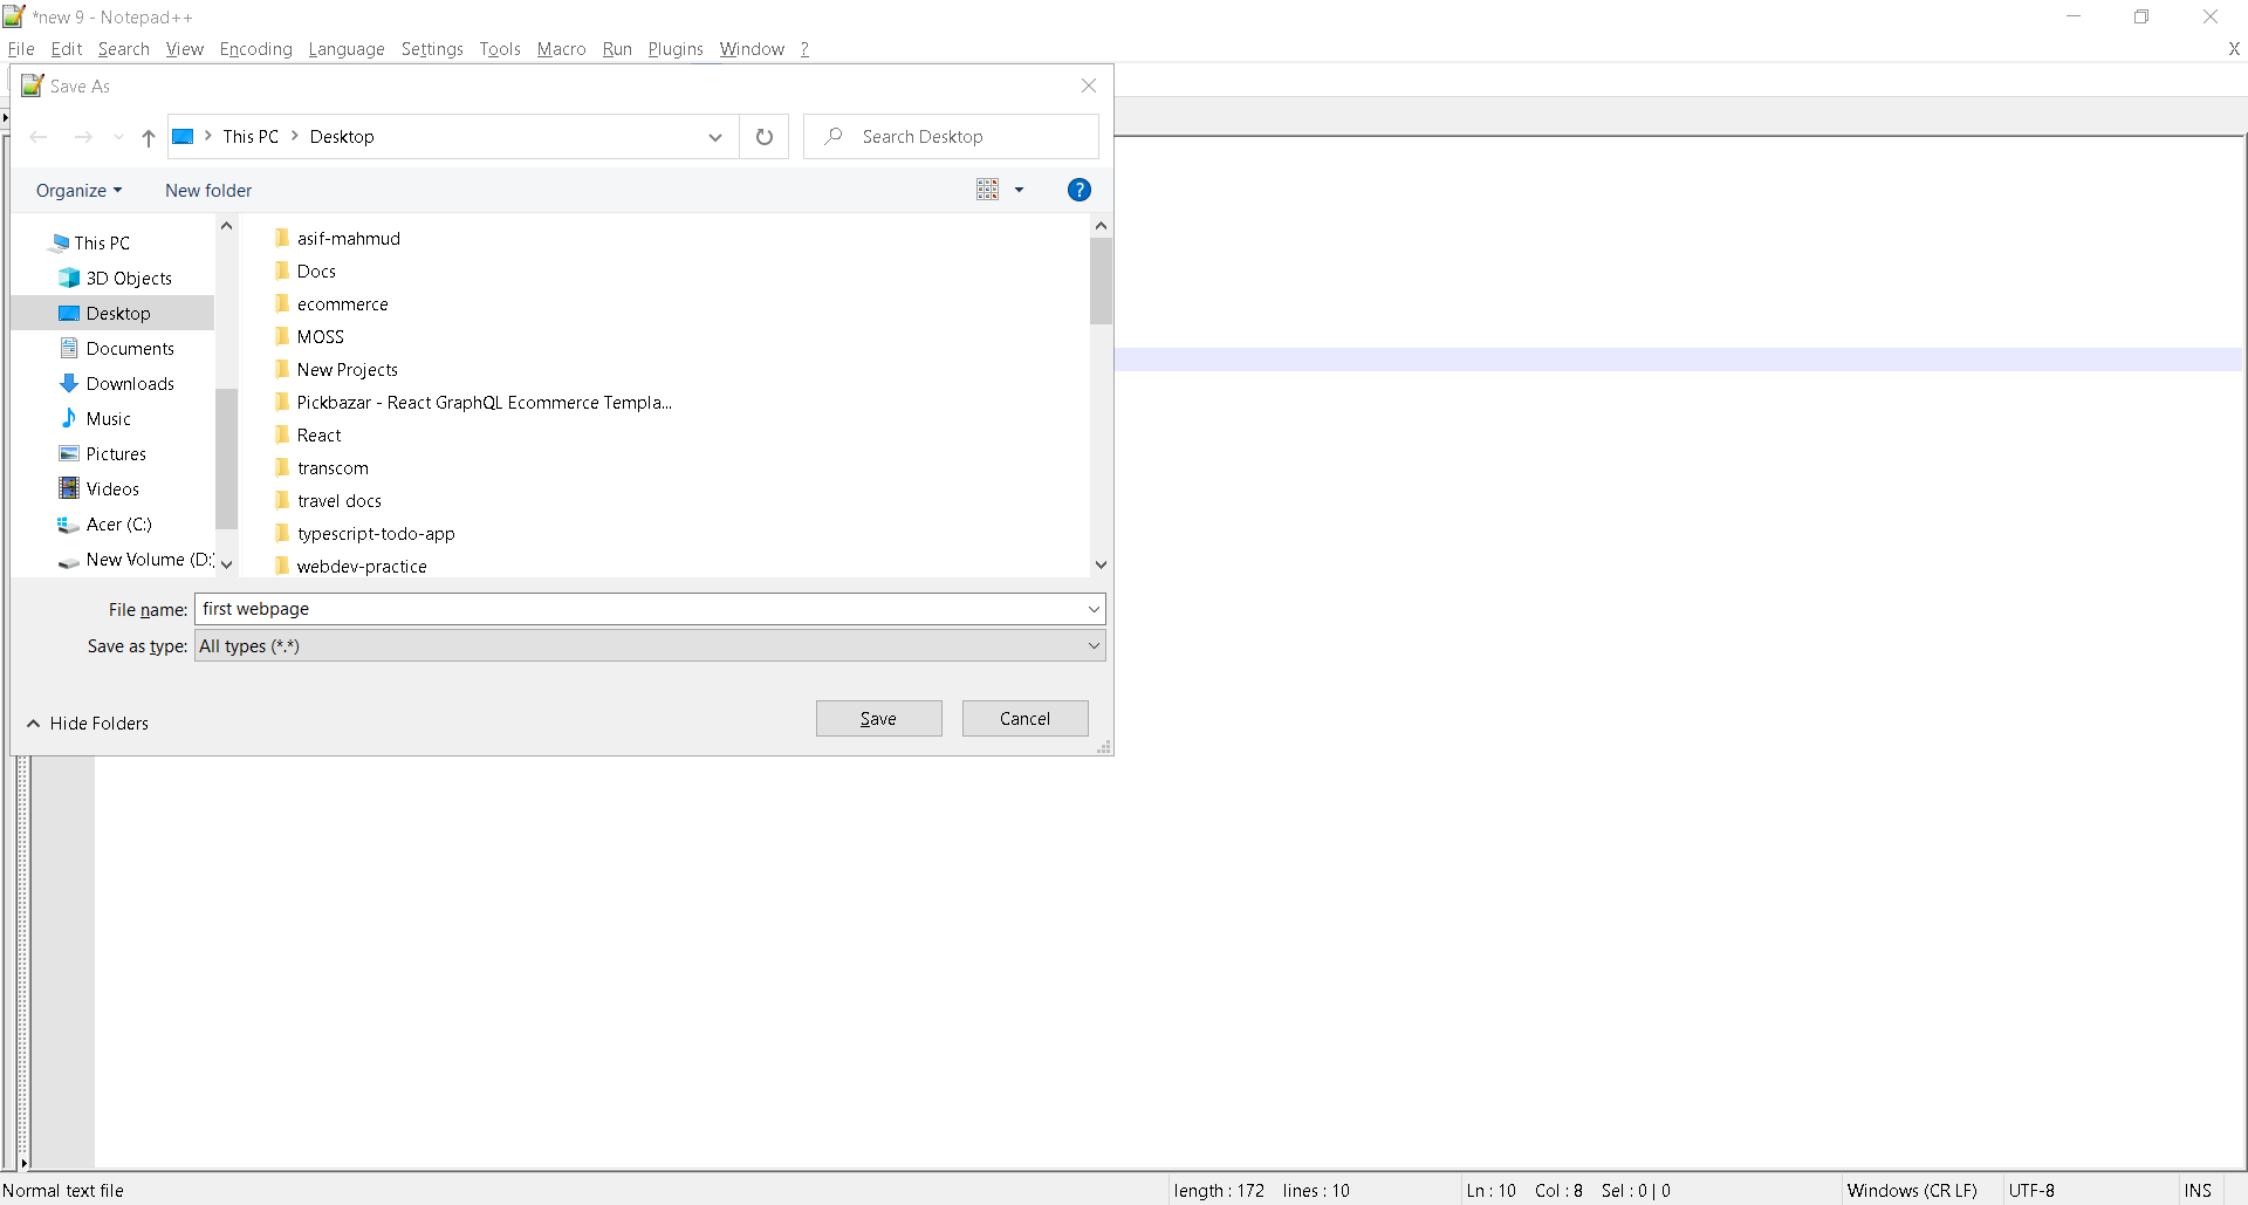 *new 9 - Notepad++
File Edit Search View Encoding Language Settings Tools Macro Run Plugins Window ? X
Save As
This PC > Desktop
Search Desktop
Organize
New folder
?
This PC
3D Objects
Desktop
Documents
Downloads
Music
Pictures
Videos
Acer (C:)
New Volume (D:
asif-mahmud
Docs
ecommerce
MOSS
New Projects
Pickbazar - React GraphQL Ecommerce Templa...
React
transcom
travel docs
typescript-todo-app
webdev-practice
File name: first webpage
Save as type: All types (*.*)
Hide Folders
Save
Cancel
Normal text file
length : 172 lines : 10
Ln : 10 Col : 8 Sel : 0 | 0
Windows (CR LF)
UTF-8
INS